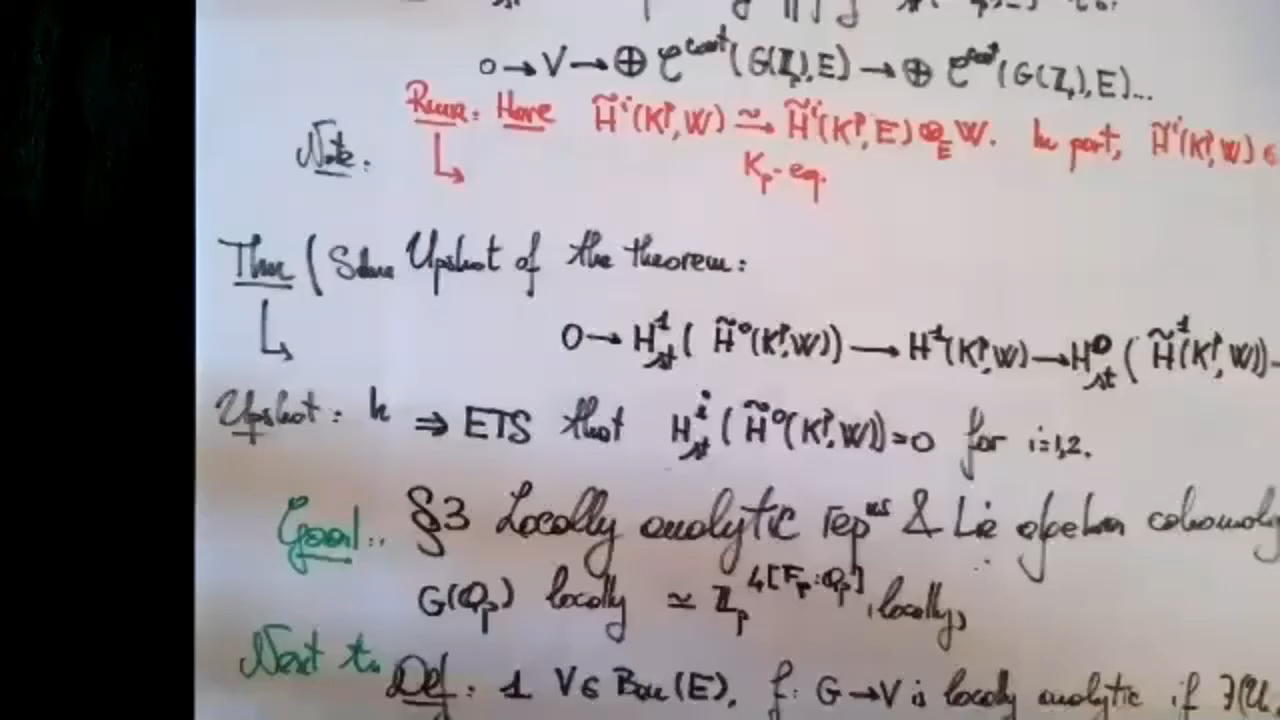 0 → V → ⊕ 𝒞^cont(G(Z_p),E) → ⊕ 𝒞^cont(G(Z_p),E)...
Rmk: Here H̃^i(K^p,W) ≃ H̃^i(K^p,E)⊗_E W. In part, H̃^i(K^p,W) ∈
K_p-eq.
Note:
Thm ( Upshot of the theorem:
0 → H^1_st( H̃^0(K^p,W)) → H^1(K^p,W) → H^0_st( H̃^1(K^p,W))
Upshot: ⇒ ETS that H^i_st( H̃^0(K^p,W))=0 for i=1,2.
Goal: §3 Locally analytic rep^ns & Lie algebra cohomology
G(Q_p) locally ≃ Z_p^{4[F_p:Q_p]}, locally,
Next Def: 1 V∈Ban(E), f: G→V is locally analytic if ∃(U,